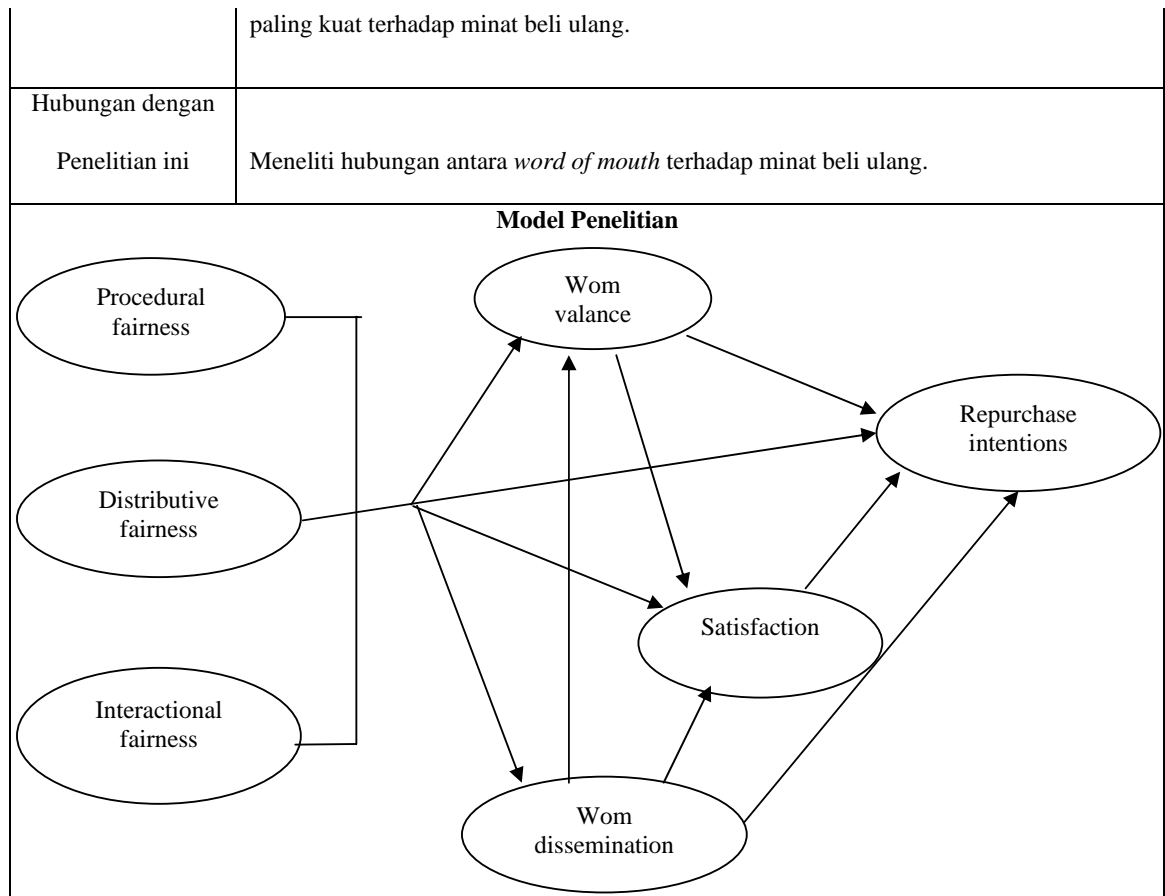 paling kuat terhadap minat beli ulang.
Hubungan dengan
Penelitian ini
Meneliti hubungan antara word of mouth terhadap minat beli ulang.
Model Penelitian
Procedural
fairness
Wom
valance
Repurchase
intentions
Distributive
fairness
Satisfaction
Interactional
fairness
Wom
dissemination